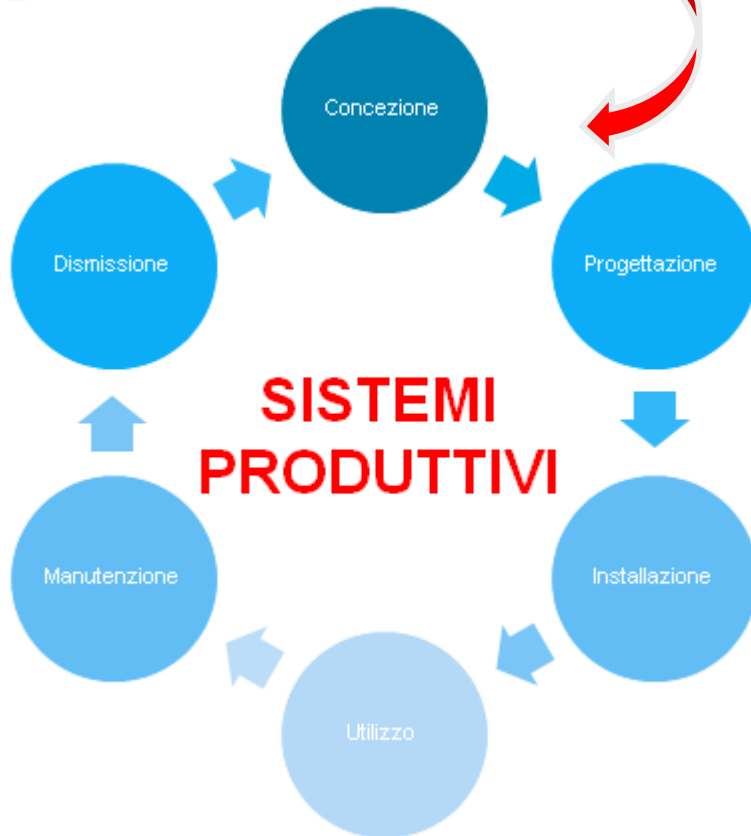 Concezione
Dismissione
Progettazione
SISTEMI
PRODUTTIVI
Manutenzione
Installazione
Utilizzo